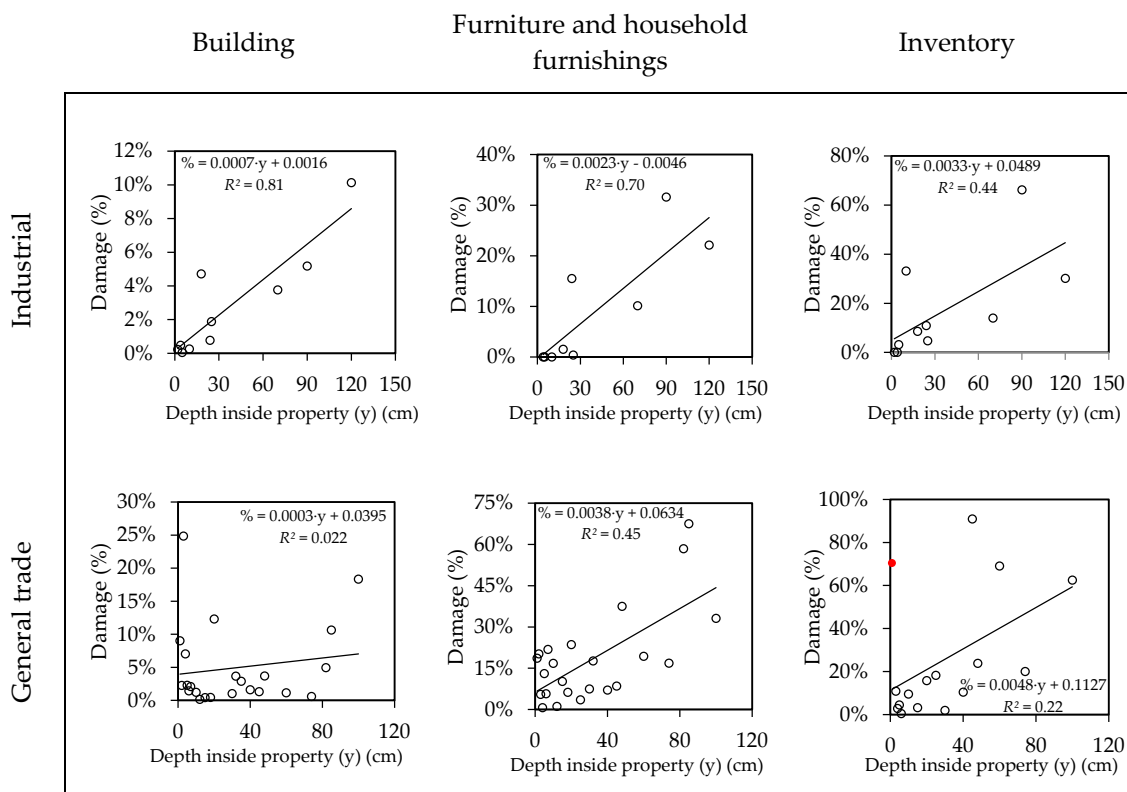 Building
Furniture and household
furnishings
Inventory
Industrial
12%
10%
8%
6%
4%
2%
0%
Damage (%)
% = 0.0007·y + 0.0016
R² = 0.81
0 30 60 90 120 150
Depth inside property (y) (cm)
40%
30%
20%
10%
0%
Damage (%)
% = 0.0023·y - 0.0046
R² = 0.70
0 30 60 90 120 150
Depth inside property (y) (cm)
80%
60%
40%
20%
0%
Damage (%)
% = 0.0033·y + 0.0489
R² = 0.44
0 30 60 90 120 150
Depth inside property (y) (cm)
General trade
30%
25%
20%
15%
10%
5%
0%
Damage (%)
% = 0.0003·y + 0.0395
R² = 0.022
0 40 80 120
Depth inside property (y) (cm)
75%
60%
45%
30%
15%
0%
Damage (%)
% = 0.0038·y + 0.0634
R² = 0.45
0 40 80 120
Depth inside property (y) (cm)
100%
80%
60%
40%
20%
0%
Damage (%)
% = 0.0048·y + 0.1127
R² = 0.22
0 40 80 120
Depth inside property (y) (cm)